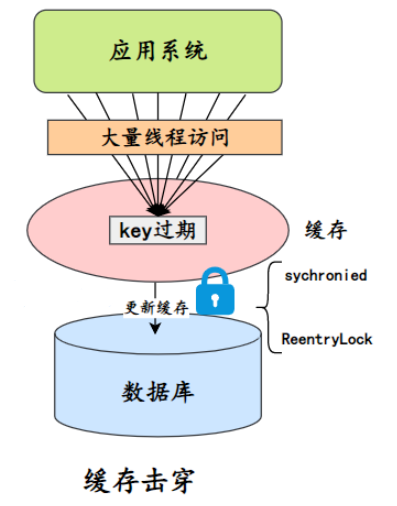 应用系统
大量线程访问
key过期
缓存
sychronied
更新缓存
ReentryLock
数据库
缓存击穿